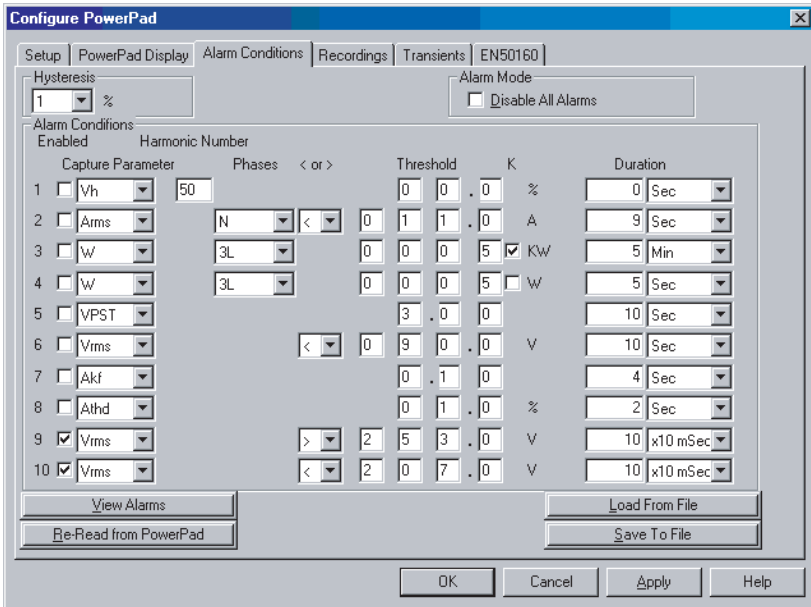 Configure PowerPad
Setup PowerPad Display Alarm Conditions Recordings Transients EN50160
Hysteresis
1 %
Alarm Mode
Disable All Alarms
Alarm Conditions
Enabled Harmonic Number
Capture Parameter Phases < or > Threshold K Duration
1 Vh 50 0 0 . 0 % 0 Sec
2 Arms N < 0 1 1 . 0 A 9 Sec
3 W 3L 0 0 0 5 KW 5 Min
4 W 3L 0 0 0 5 W 5 Sec
5 VPST 3 . 0 0 10 Sec
6 Vrms < 0 9 0 . 0 V 10 Sec
7 Akf 0 . 1 0 4 Sec
8 Athd 0 1 . 0 % 2 Sec
9 Vrms > 2 5 3 . 0 V 10 x10 mSec
10 Vrms < 2 0 7 . 0 V 10 x10 mSec
View Alarms Load From File
Re-Read from PowerPad Save To File
OK Cancel Apply Help